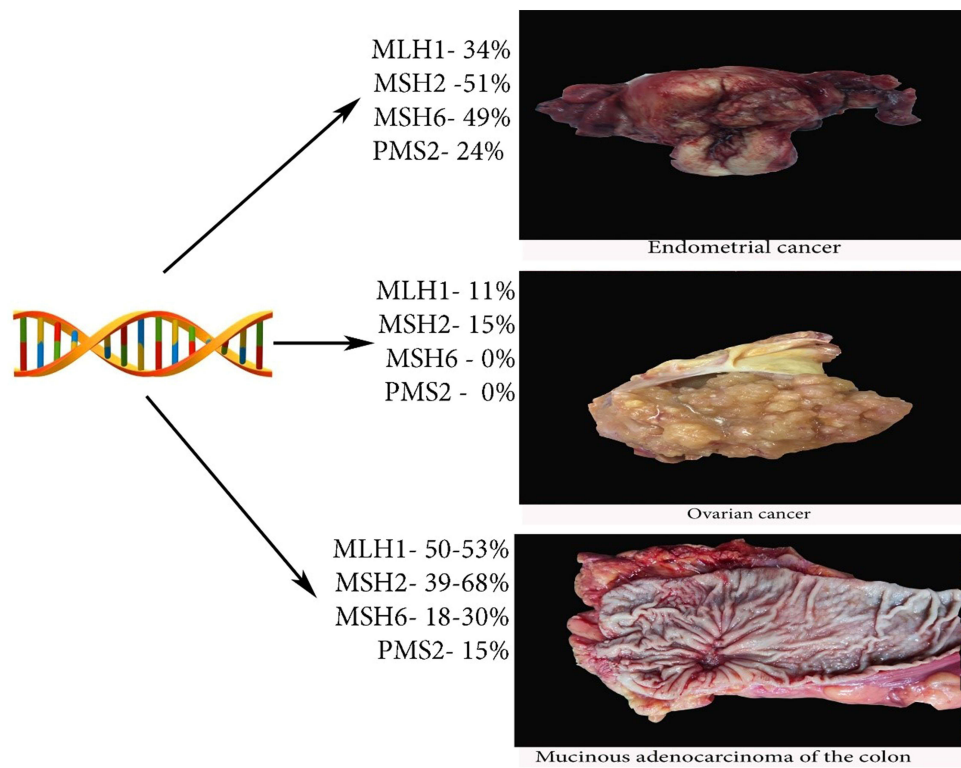 MLH1- 34%
MSH2 -51%
MSH6- 49%
PMS2- 24%
Endometrial cancer
MLH1- 11%
MSH2- 15%
MSH6 - 0%
PMS2 - 0%
Ovarian cancer
MLH1- 50-53%
MSH2- 39-68%
MSH6- 18-30%
PMS2- 15%
Mucinous adenocarcinoma of the colon